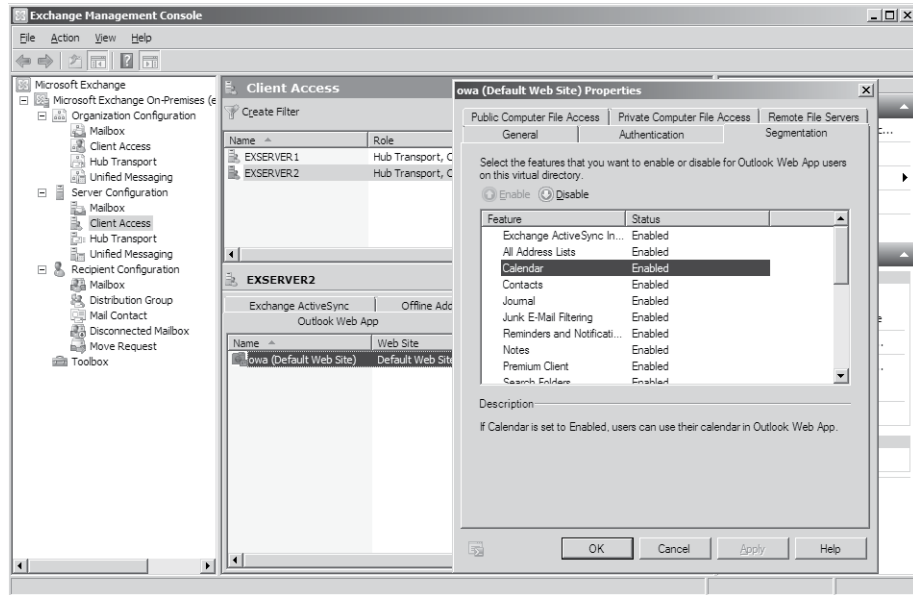 Exchange Management Console
File Action View Help
Microsoft Exchange
Microsoft Exchange On-Premises (e
Organization Configuration
Mailbox
Client Access
Hub Transport
Unified Messaging
Server Configuration
Mailbox
Client Access
Hub Transport
Unified Messaging
Recipient Configuration
Mailbox
Distribution Group
Mail Contact
Disconnected Mailbox
Move Request
Toolbox
Client Access
Create Filter
Name Role
EXSERVER1 Hub Transport, C
EXSERVER2 Hub Transport, C
EXSERVER2
Exchange ActiveSync Offline Add
Outlook Web App
Name Web Site
owa (Default Web Site) Default Web Site
owa (Default Web Site) Properties
Public Computer File Access Private Computer File Access Remote File Servers
General Authentication Segmentation
Select the features that you want to enable or disable for Outlook Web App users
on this virtual directory.
Enable Disable
Feature Status
Exchange ActiveSync In... Enabled
All Address Lists Enabled
Calendar Enabled
Contacts Enabled
Journal Enabled
Junk E-Mail Filtering Enabled
Reminders and Notificati... Enabled
Notes Enabled
Premium Client Enabled
Search Folders Enabled
Description
If Calendar is set to Enabled, users can use their calendar in Outlook Web App.
OK Cancel Apply Help